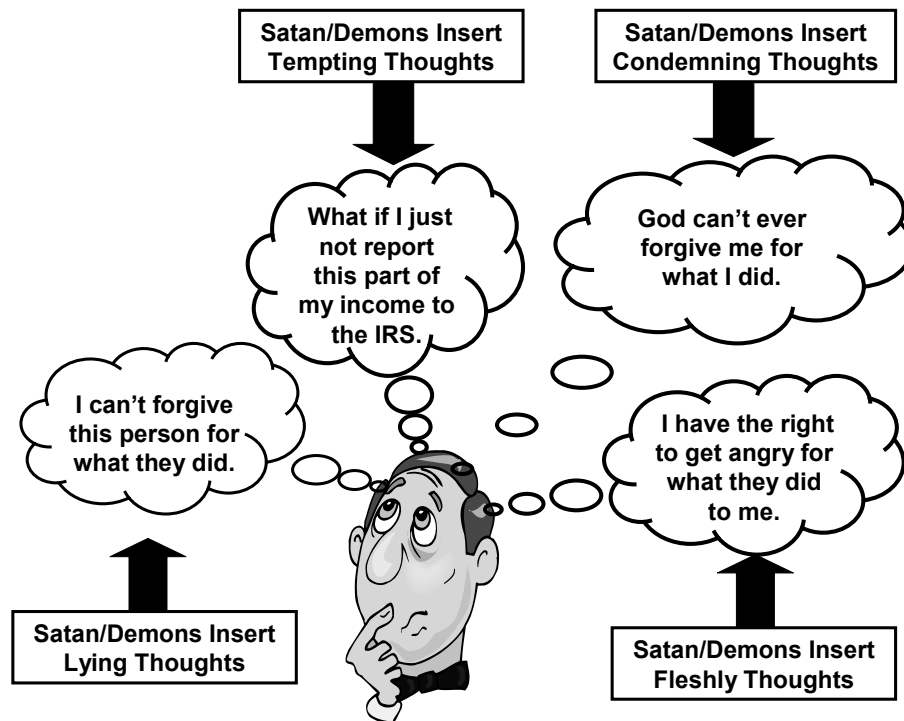 Satan/Demons Insert
Tempting Thoughts
Satan/Demons Insert
Condemning Thoughts
What if I just
not report
this part of
my income to
the IRS.
God can’t ever
forgive me for
what I did.
I can’t forgive
this person for
what they did.
I have the right
to get angry for
what they did
to me.
Satan/Demons Insert
Lying Thoughts
Satan/Demons Insert
Fleshly Thoughts